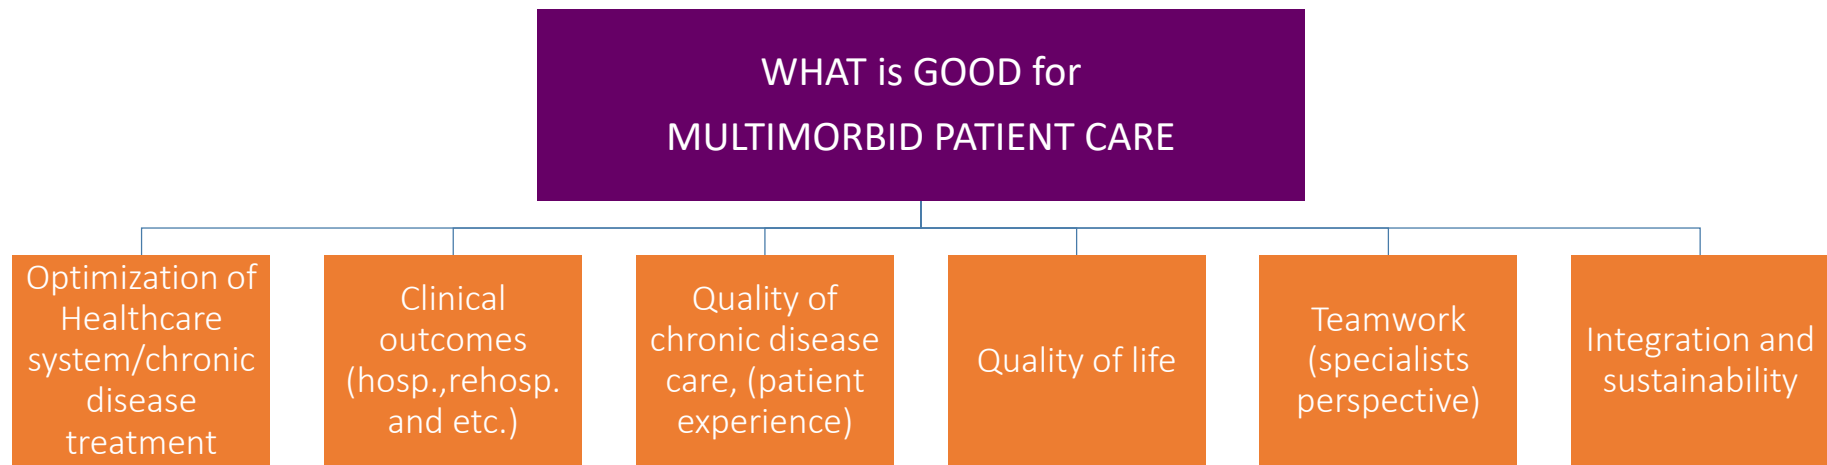 WHAT is GOOD for
MULTIMORBID PATIENT CARE
Optimization of
Healthcare
system/chronic
disease
treatment
Clinical
outcomes
(hosp.,rehosp.
and etc.)
Quality of
chronic disease
care, (patient
experience)
Quality of life
Teamwork
(specialists
perspective)
Integration and
sustainability